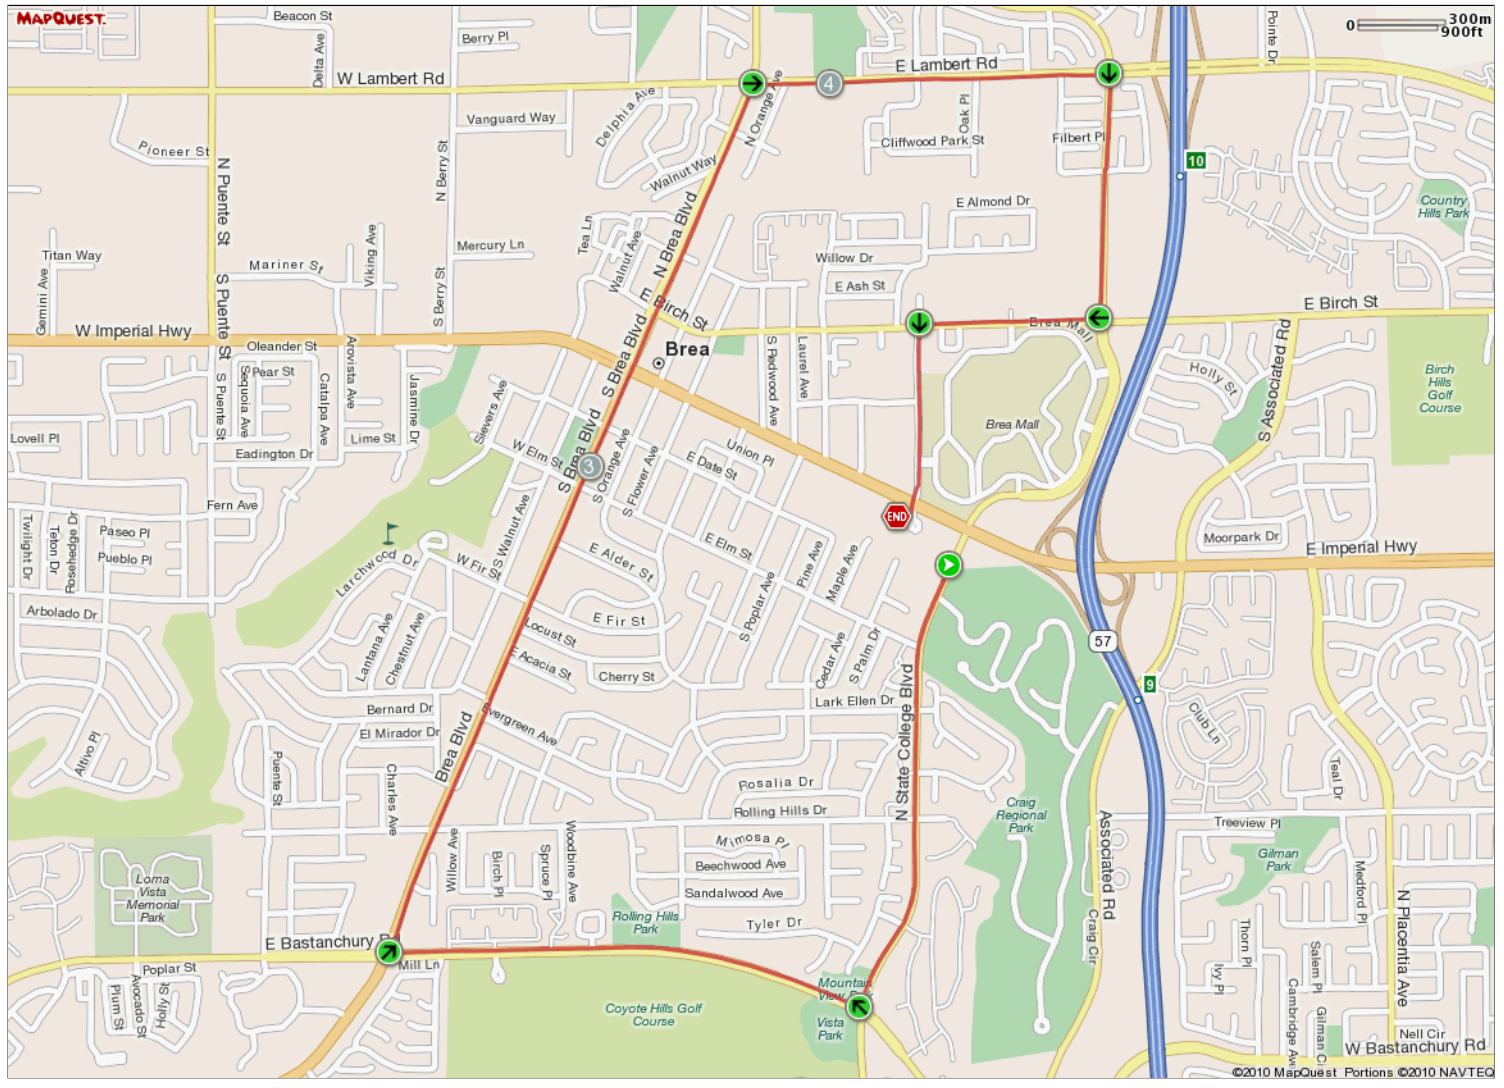 MAPQUEST.
Beacon St
Delta Ave
Berry Pl
W Lambert Rd
E Lambert Rd
4
Pointe Dr
0
300m
900ft
Vanguard Way
Delphia Ave
N Orange Ave
Oak Pl
Cliffwood Park St
Filbert Pl
10
Pioneer St
N Puente St
N Berry St
Walnut Way
Country
Hills Park
E Almond Dr
Titan Way
Gemini Ave
Mariner St
Viking Ave
Mercury Ln
Tea Ln
Walnut Ave
N Brea Blvd
Willow Dr
E Ash St
S Puente St
S Berry St
E Birch St
E Birch St
W Imperial Hwy
Brea Mall
Oleander St
Brea
S Brea Blvd
S Redwood Ave
Laurel Ave
Sequoia Ave
Pear St
S Puente St
Catalpa Ave
Arovista Ave
Jasmine Dr
Sievers Ave
Holly St
S Associated Rd
Birch
Hills
Golf
Course
Lovell Pl
Lime St
Eadington Dr
W Elm St
S Brea Blvd
3
S Orange Ave
S Flower Ave
Union Pl
E Date St
Brea Mall
Fern Ave
S Walnut Ave
END
Twilight Dr
Teton Dr
Rosehedge Dr
Paseo Pl
Pueblo Pl
Larchwood Dr
W Fir St
E Alder St
E Elm St
Pine Ave
Maple Ave
Moorpark Dr
E Imperial Hwy
Arbolado Dr
Lantana Ave
Chestnut Ave
Locust St
E Fir St
S Poplar Ave
57
E Acacia St
Cherry St
Cedar Ave
S Palm Dr
9
Bernard Dr
El Mirador Dr
Evergreen Ave
Lark Ellen Dr
N State College Blvd
Club Ln
Altivo Pl
Puente St
Brea Blvd
Charles Ave
Rosalia Dr
Rolling Hills Dr
Craig
Regional
Park
Associated Rd
Teal Dr
Treeview Pl
Willow Ave
Birch Pl
Spruce Pl
Woodbine Ave
Mimosa Pl
Beechwood Ave
Sandalwood Ave
Gilman
Park
Medford Pl
Loma
Vista
Memorial
Park
Rolling Hills
Park
Tyler Dr
Craig Cir
N Placentia Ave
E Bastanchury Rd
Poplar St
Mill Ln
Plum St
Avocado St
Holly St
Coyote Hills Golf
Course
Mountain
View Park
Vista
Park
Thorn Pl
Ivy Pl
Salem Pl
Cambridge Ave
Gilman Ci
Nell Cir
W Bastanchury Rd
©2010 MapQuest Portions ©2010 NAVTEQ